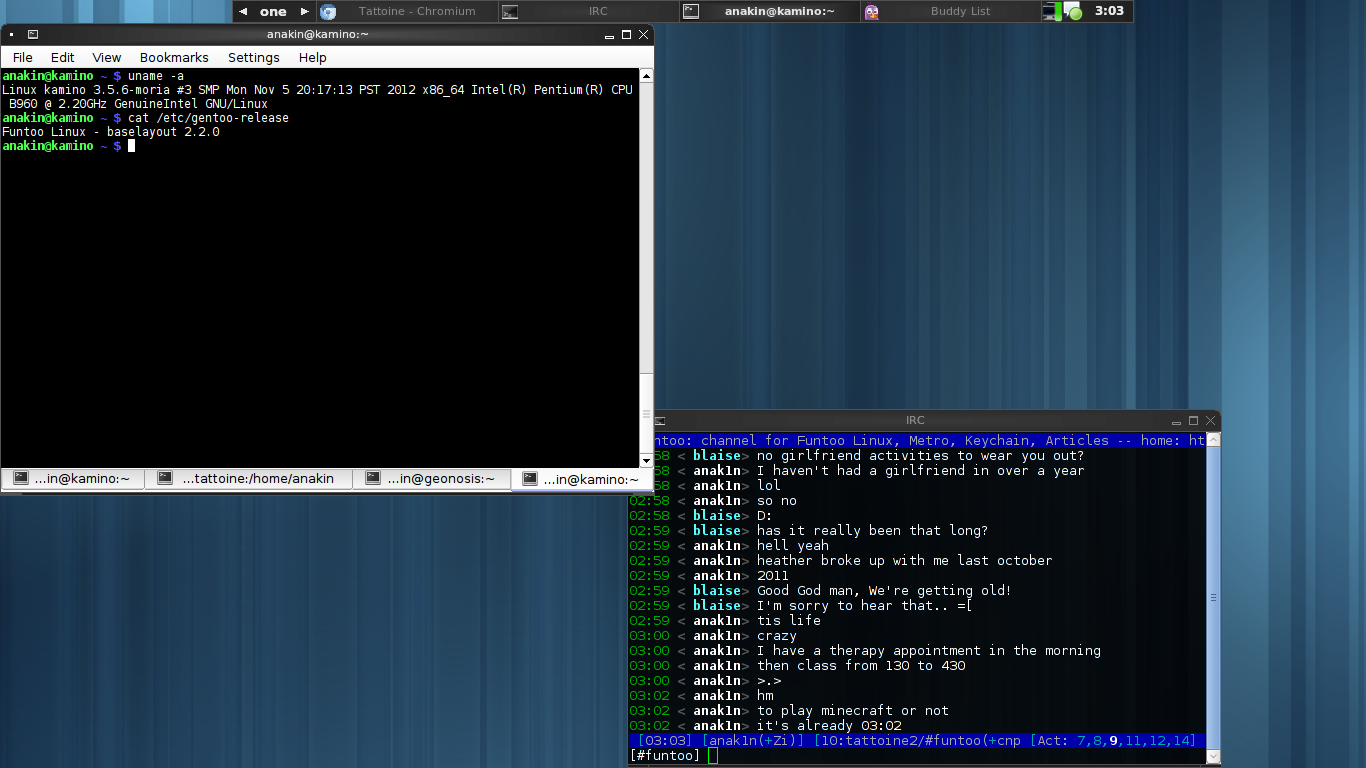 one
Tattoine - Chromium
IRC
anakin@kamino:~
Buddy List
3:03
anakin@kamino:~
File Edit View Bookmarks Settings Help
anakin@kamino ~ $ uname -a
Linux kamino 3.5.6-moria #3 SMP Mon Nov 5 20:17:13 PST 2012 x86_64 Intel(R) Pentium(R) CPU
B960 @ 2.20GHz GenuineIntel GNU/Linux
anakin@kamino ~ $ cat /etc/gentoo-release
Funtoo Linux - baselayout 2.2.0
anakin@kamino ~ $
...in@kamino:~
...tattoine:/home/anakin
...in@geonosis:~
...in@kamino:~
IRC
ntoo: channel for Funtoo Linux, Metro, Keychain, Articles -- home: ht
58 < blaise> no girlfriend activities to wear you out?
58 < anak1n> I haven't had a girlfriend in over a year
58 < anak1n> lol
02:58 < anak1n> so no
02:58 < blaise> D:
02:59 < blaise> has it really been that long?
02:59 < anak1n> hell yeah
02:59 < anak1n> heather broke up with me last october
02:59 < anak1n> 2011
02:59 < blaise> Good God man, We're getting old!
02:59 < blaise> I'm sorry to hear that.. =[
02:59 < anak1n> tis life
03:00 < anak1n> crazy
03:00 < anak1n> I have a therapy appointment in the morning
03:00 < anak1n> then class from 130 to 430
03:00 < anak1n> >.>
03:02 < anak1n> hm
03:02 < anak1n> to play minecraft or not
03:02 < anak1n> it's already 03:02
[03:03] [anak1n(+Zi)] [10:tattoine2/#funtoo(+cnp [Act: 7,8,9,11,12,14]
[#funtoo]